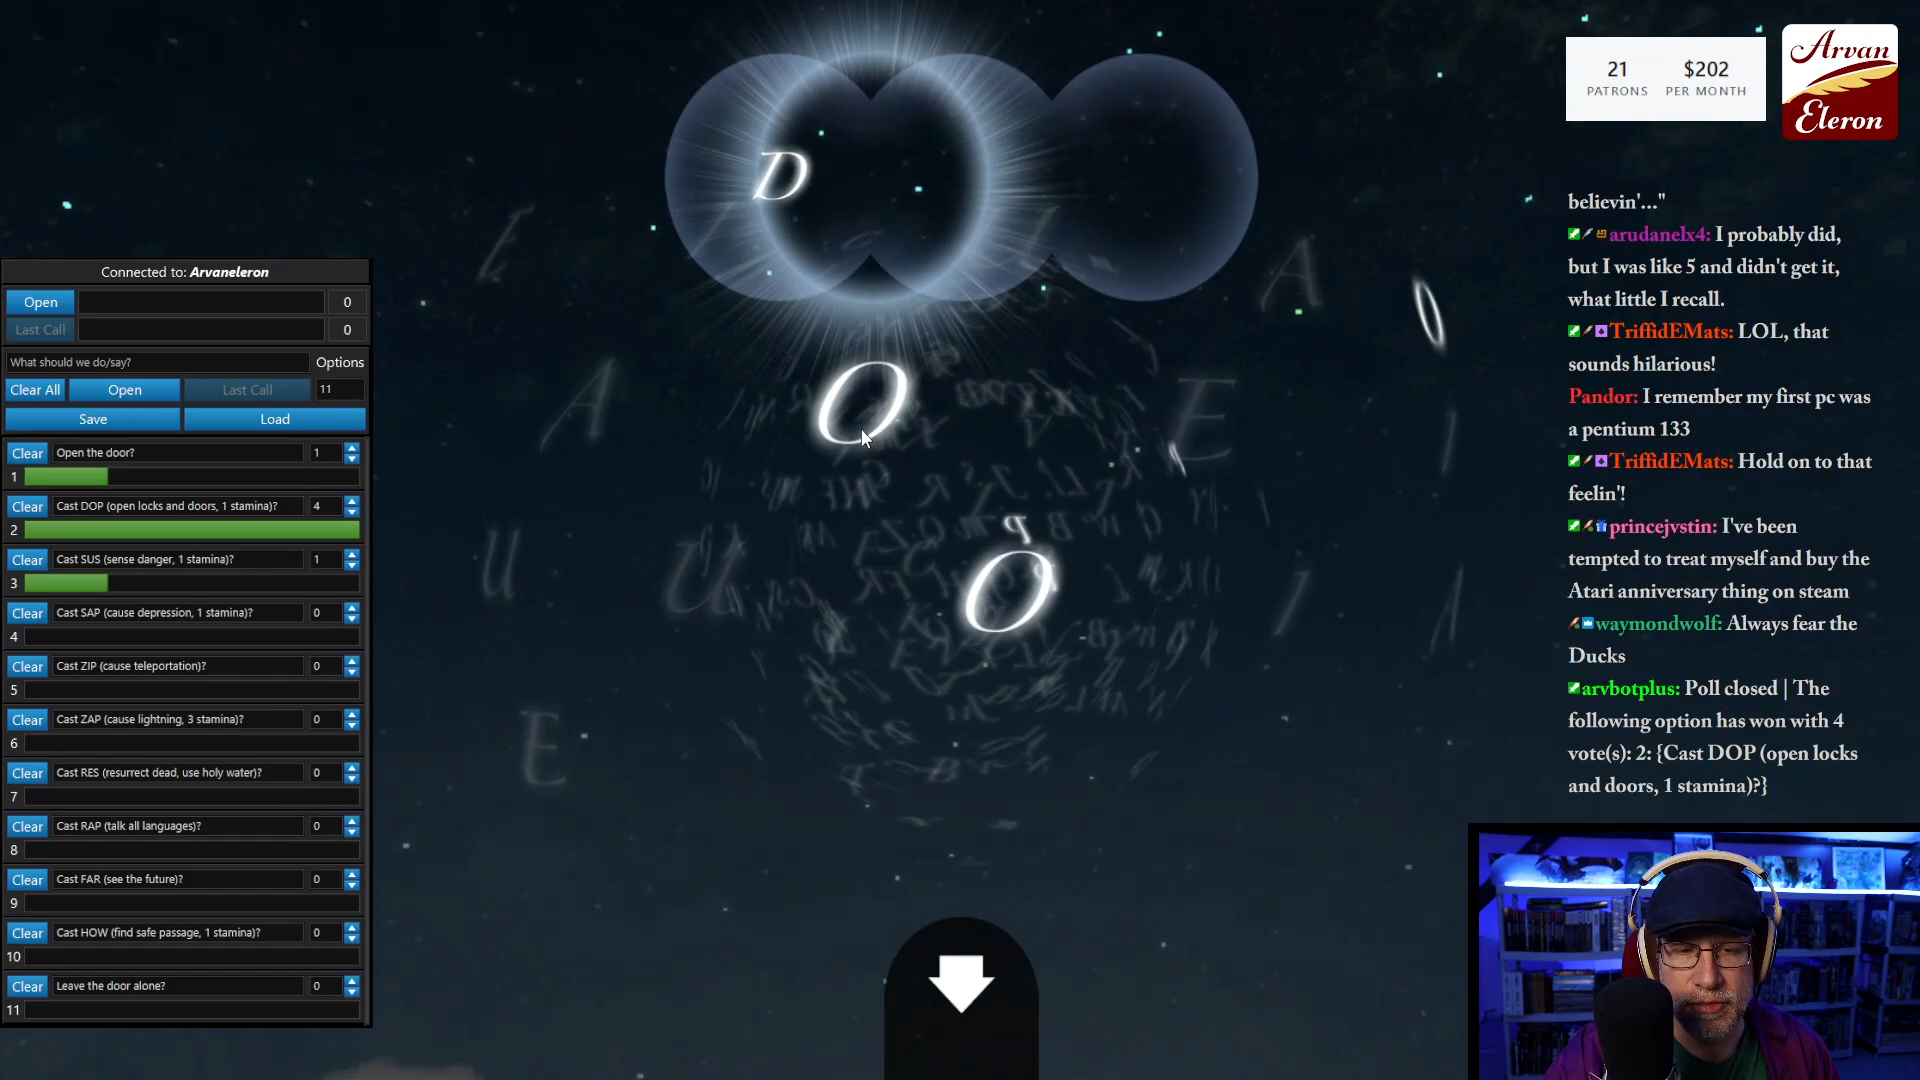 Connected to: Arvaneleron
Open 0
Last Call 0
What should we do/say? Options
Clear All Open Last Call 11
Save Load
Clear Open the door? 1
1
Clear Cast DOP (open locks and doors, 1 stamina)? 4
2
Clear Cast SUS (sense danger, 1 stamina)? 1
3
Clear Cast SAP (cause depression, 1 stamina)? 0
4
Clear Cast ZIP (cause teleportation)? 0
5
Clear Cast ZAP (cause lightning, 3 stamina)? 0
6
Clear Cast RES (resurrect dead, use holy water)? 0
7
Clear Cast RAP (talk all languages)? 0
8
Clear Cast FAR (see the future)? 0
9
Clear Cast HOW (find safe passage, 1 stamina)? 0
10
Clear Leave the door alone? 0
11
D
A
O
A
E
P
U
U
O
I
A
E
21 $202
PATRONS PER MONTH
Arvan
Eleron
believin'..."
arudanelx4: I probably did,
but I was like 5 and didn't get it,
what little I recall.
TriffidEMats: LOL, that
sounds hilarious!
Pandor: I remember my first pc was
a pentium 133
TriffidEMats: Hold on to that
feelin'!
princejvstin: I've been
tempted to treat myself and buy the
Atari anniversary thing on steam
waymondwolf: Always fear the
Ducks
arvbotplus: Poll closed | The
following option has won with 4
vote(s): 2: {Cast DOP (open locks
and doors, 1 stamina)?}